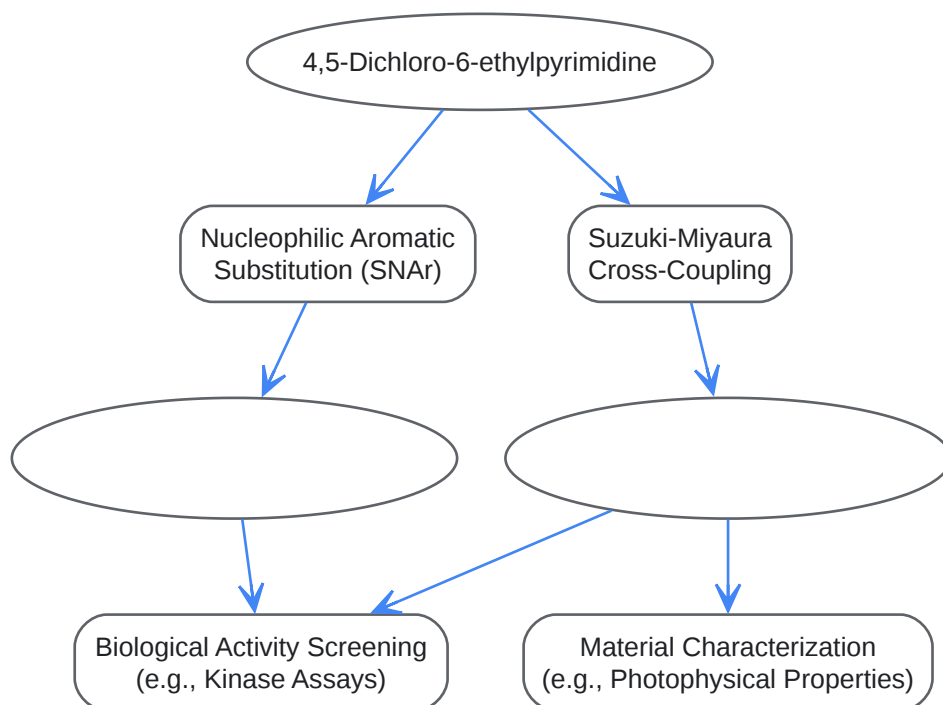 4,5-Dichloro-6-ethylpyrimidine
Nucleophilic Aromatic
Substitution (SNAr)
Suzuki-Miyaura
Cross-Coupling
Biological Activity Screening
(e.g., Kinase Assays)
Material Characterization
(e.g., Photophysical Properties)